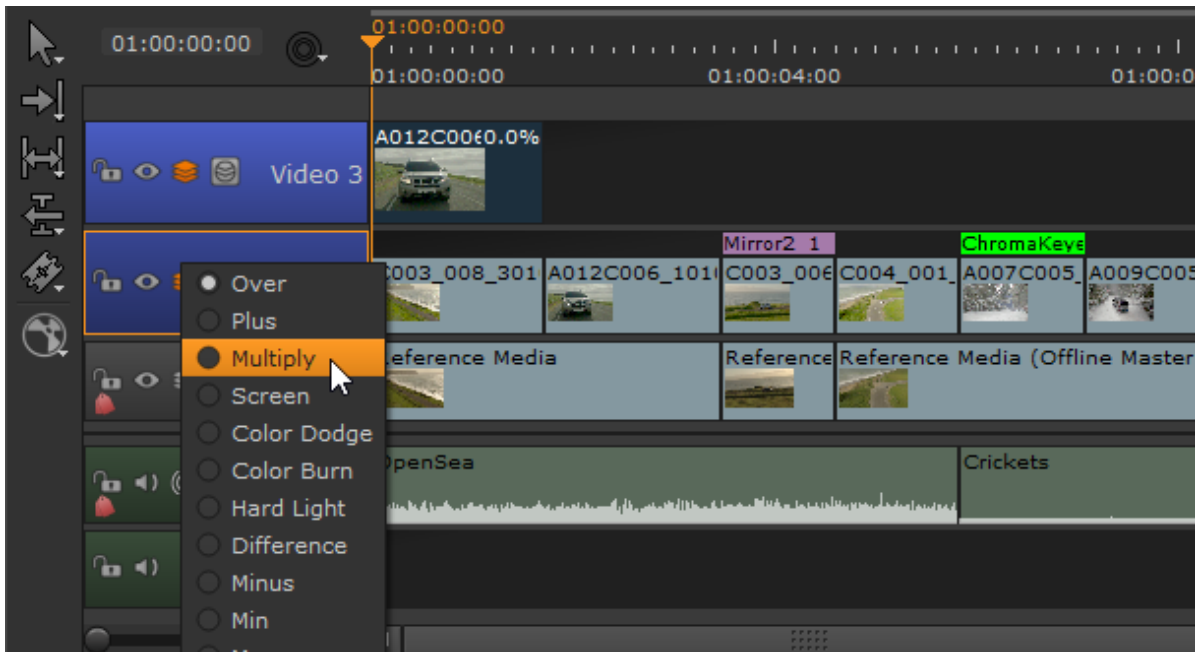 01:00:00:00
01:00:00:00
01:00:00:00
01:00:04:00
01:00:0
Video 3
A012C006
0.0%
Mirror2_1
ChromaKeye
C003_008_301
A012C006_101
C003_006
C004_001_
A007C005_
A009C005
Over
Plus
Multiply
Screen
Color Dodge
Color Burn
Hard Light
Difference
Minus
Min
Reference Media
Reference
Reference Media (Offline Master
OpenSea
Crickets